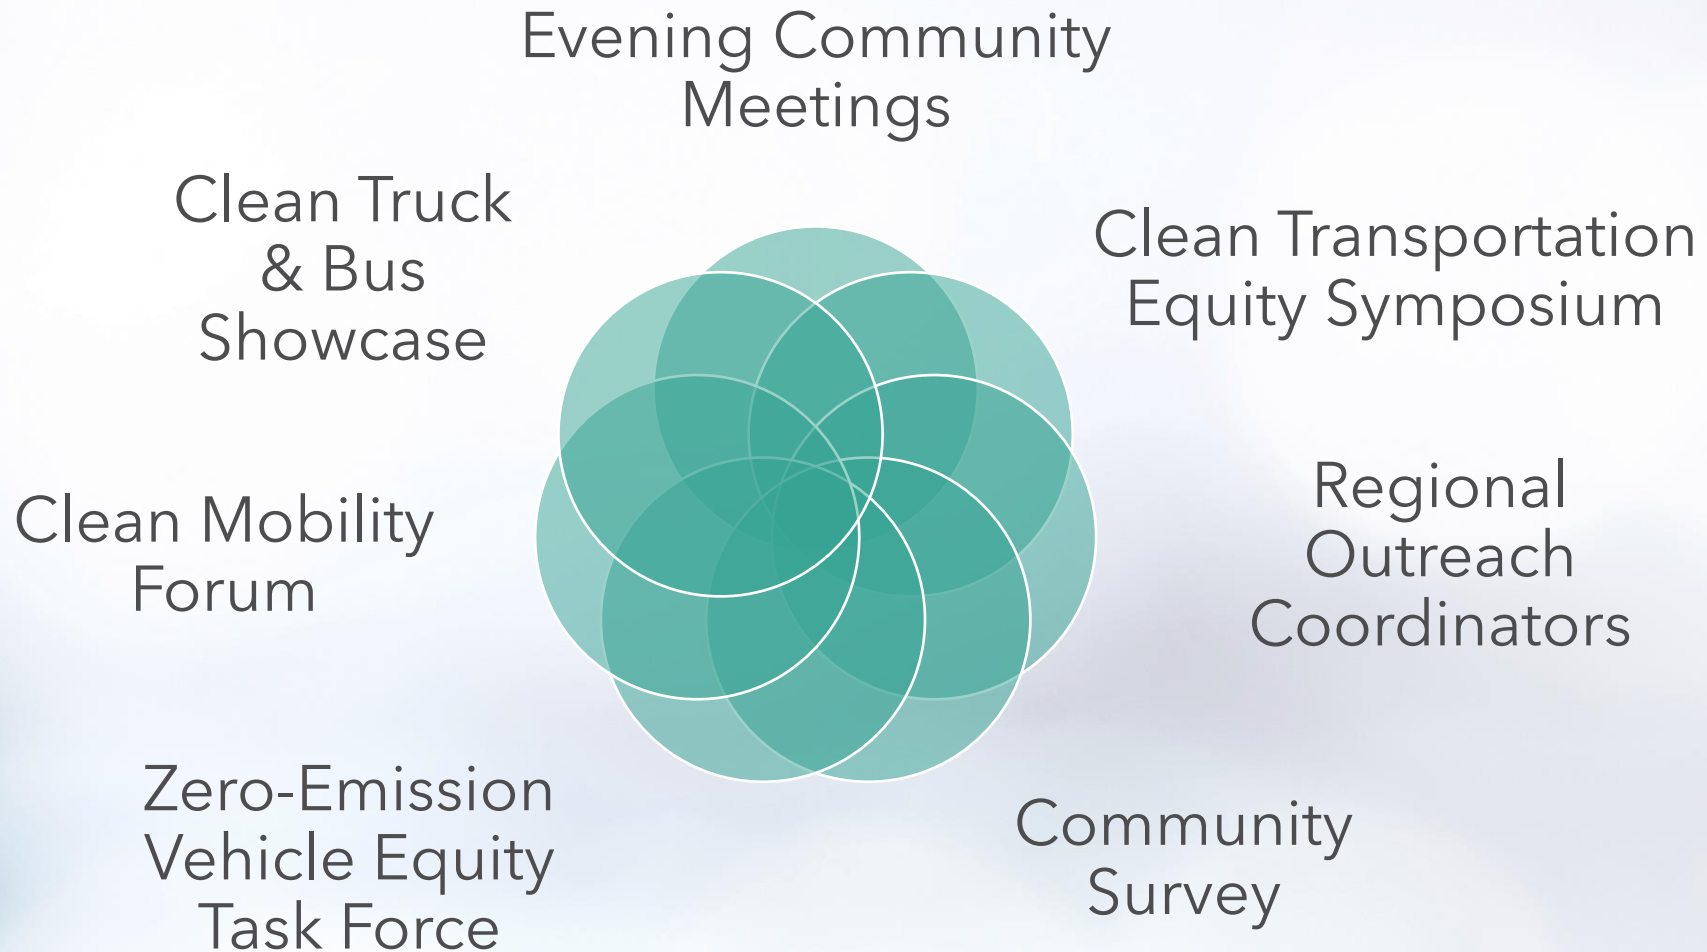 Evening Community
Meetings
Clean Truck
& Bus
Showcase
Clean Transportation
Equity Symposium
Clean Mobility
Forum
Regional
Outreach
Coordinators
Zero-Emission
Vehicle Equity
Task Force
Community
Survey